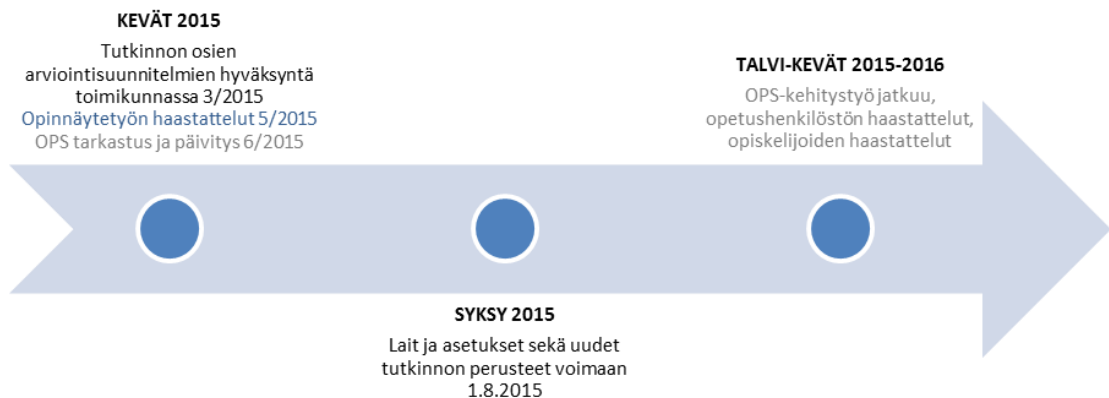 KEVÄT 2015
Tutkinnon osien
arviointisuunnitelmien hyväksyntä
toimikunnassa 3/2015
Opinnäytetyön haastattelut 5/2015
OPS tarkastus ja päivitys 6/2015
SYKSY 2015
Lait ja asetukset sekä uudet
tutkinnon perusteet voimaan
1.8.2015
TALVI-KEVÄT 2015-2016
OPS-kehitystyö jatkuu,
opetushenkilöstön haastattelut,
opiskelijoiden haastattelut